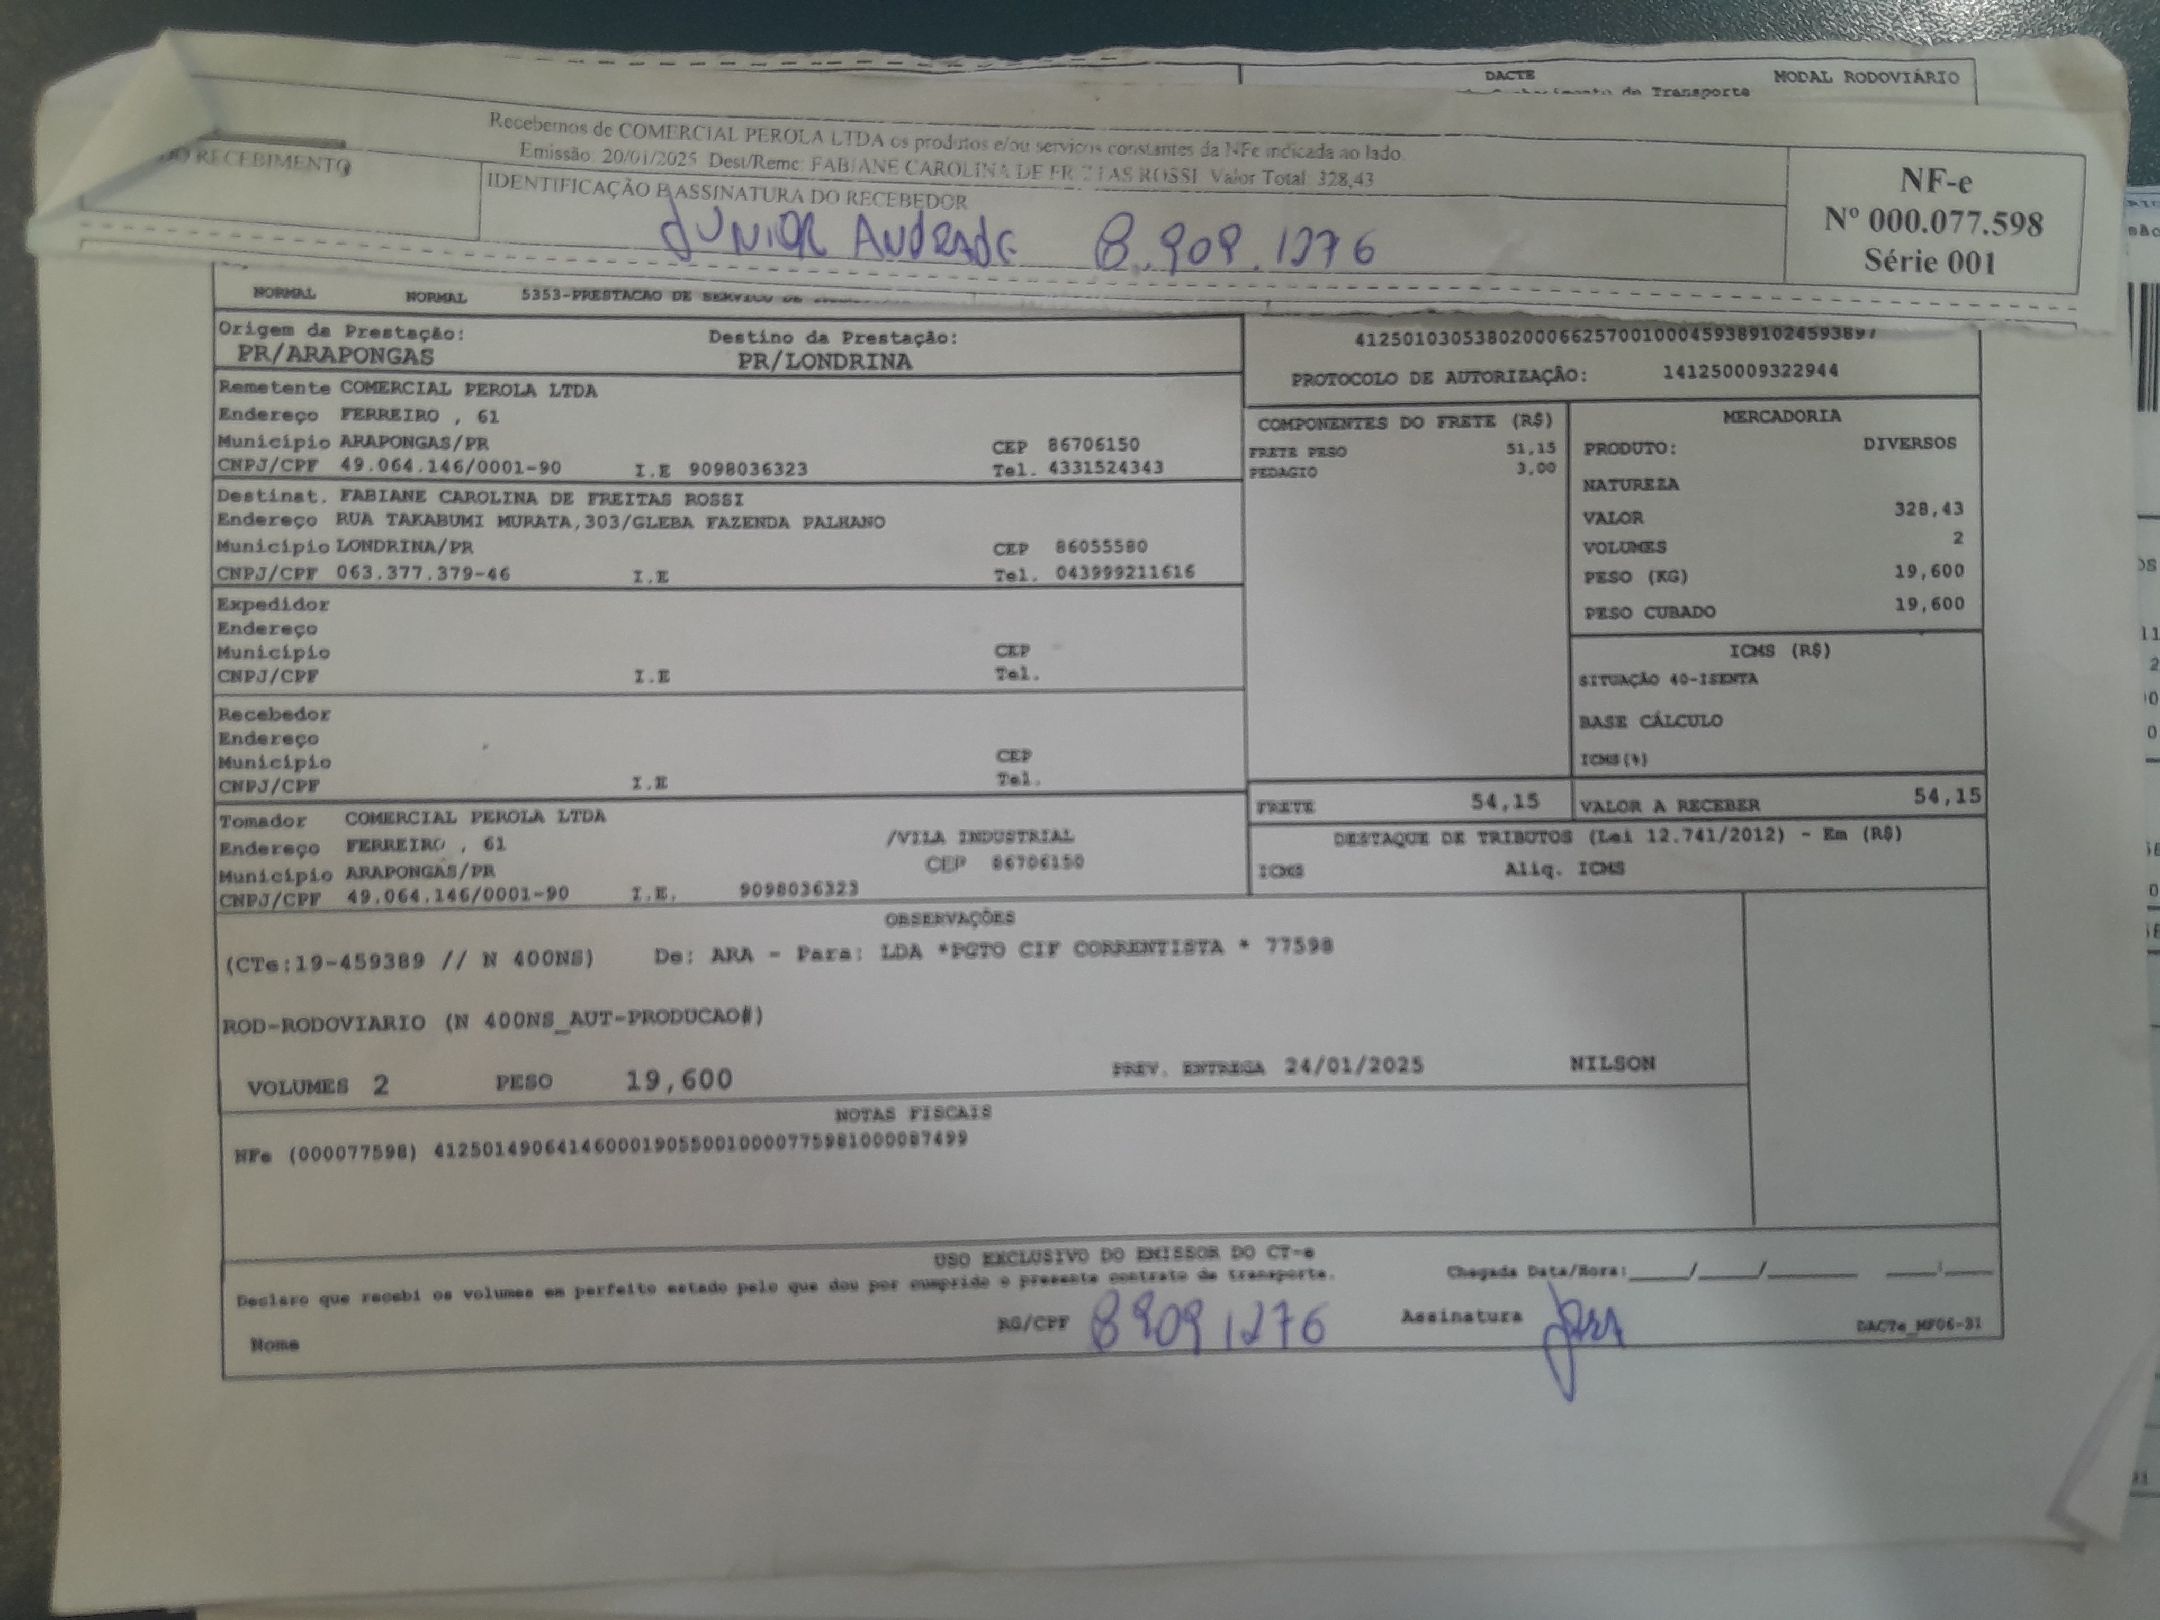 DACTE MODAL RODOVIÁRIO
de Transporte
Recebemos de COMERCIAL PEROLA LTDA os produtos e/ou serviços constantes da NFe indicada ao lado.
Emissão: 20/01/2025 Dest/Reme: FABIANE CAROLINA DE FREITAS ROSSI Valor Total: 328,43
DO RECEBIMENTO
IDENTIFICAÇÃO E ASSINATURA DO RECEBEDOR
JUNIOR ANDRADE 8.909.1276
NF-e
Nº 000.077.598
Série 001
NORMAL NORMAL 5353-PRESTACAO DE SERVICO DE
Origem da Prestação: Destino da Prestação:
PR/ARAPONGAS PR/LONDRINA
Remetente COMERCIAL PEROLA LTDA
Endereço FERREIRO , 61
Município ARAPONGAS/PR CEP 86706150
CNPJ/CPF 49.064.146/0001-90 I.E 9098036323 Tel. 4331524343
Destinat. FABIANE CAROLINA DE FREITAS ROSSI
Endereço RUA TAKABUMI MURATA,303/GLEBA FAZENDA PALHANO
Município LONDRINA/PR CEP 86055580
CNPJ/CPF 063.377.379-46 I.E Tel. 043999211616
Expedidor
Endereço
Município CEP
CNPJ/CPF I.E Tel.
Recebedor
Endereço
Município CEP
CNPJ/CPF I.E Tel.
Tomador COMERCIAL PEROLA LTDA
Endereço FERREIRO , 61 /VILA INDUSTRIAL
Município ARAPONGAS/PR CEP 86706150
CNPJ/CPF 49.064.146/0001-90 I.E. 9098036323
41250103053802000662570010004593891024593897
PROTOCOLO DE AUTORIZAÇÃO: 141250009322944
COMPONENTES DO FRETE (R$)
FRETE PESO 51,15
PEDAGIO 3,00
MERCADORIA
PRODUTO: DIVERSOS
NATUREZA
VALOR 328,43
VOLUMES 2
PESO (KG) 19,600
PESO CUBADO 19,600
ICMS (R$)
SITUAÇÃO 40-ISENTA
BASE CÁLCULO
ICMS(%)
FRETE 54,15 VALOR A RECEBER 54,15
DESTAQUE DE TRIBUTOS (Lei 12.741/2012) - Em (R$)
ICMS Aliq. ICMS
OBSERVAÇÕES
(CTe:19-459389 // N 400NS) De: ARA - Para: LDA *PGTO CIF CORRENTISTA * 77598
ROD-RODOVIARIO (N 400NS_AUT-PRODUCAO#)
VOLUMES 2 PESO 19,600 PREV. ENTREGA 24/01/2025 NILSON
NOTAS FISCAIS
NFe (000077598) 41250149064146000190550010000775981000087499
USO EXCLUSIVO DO EMISSOR DO CT-e
Declaro que recebi os volumes em perfeito estado pelo que dou por cumprido o presente contrato de transporte. Chegada Data/Hora:____/____/______ ____:____
Nome RG/CPF 89091276 Assinatura DACTe_MF06-31